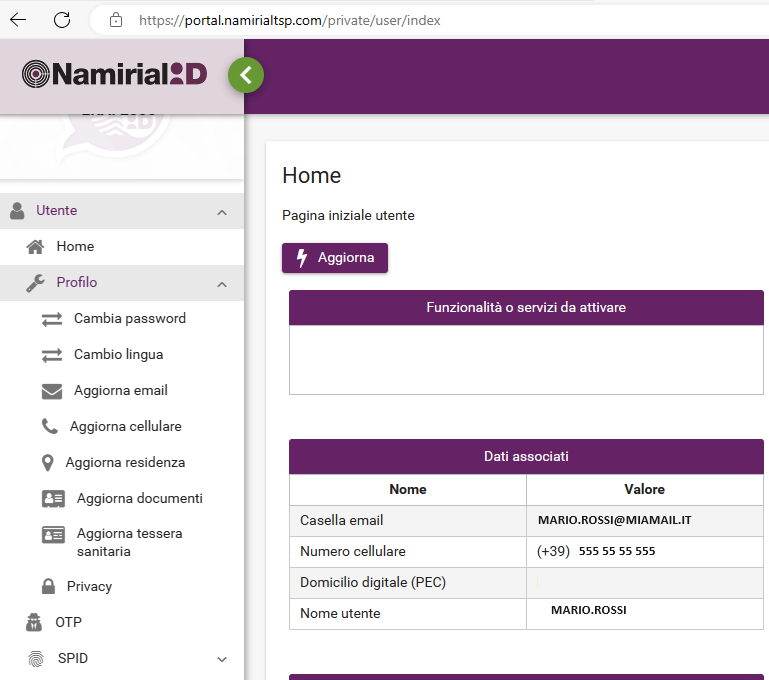 https://portal.namirialtsp.com/private/user/index
Namirial ID
Utente
Home
Profilo
Cambia password
Cambio lingua
Aggiorna email
Aggiorna cellulare
Aggiorna residenza
Aggiorna documenti
Aggiorna tessera
sanitaria
Privacy
OTP
SPID
Home
Pagina iniziale utente
Aggiorna
Funzionalità o servizi da attivare
Dati associati
Nome Valore
Casella email MARIO.ROSSI@MIAMAIL.IT
Numero cellulare (+39) 555 55 55 555
Domicilio digitale (PEC)
Nome utente MARIO.ROSSI